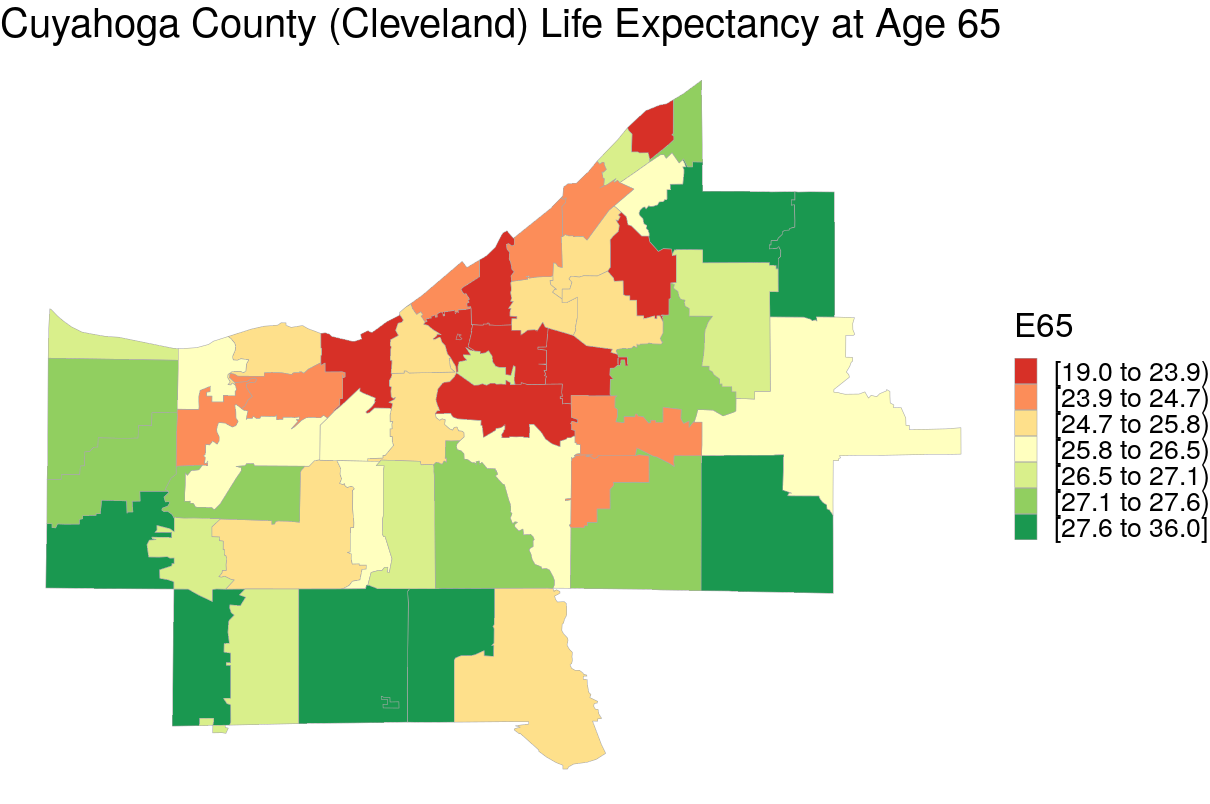 Cuyahoga County (Cleveland) Life Expectancy at Age 65
E65
[19.0 to 23.9)
[23.9 to 24.7)
[24.7 to 25.8)
[25.8 to 26.5)
[26.5 to 27.1)
[27.1 to 27.6)
[27.6 to 36.0]